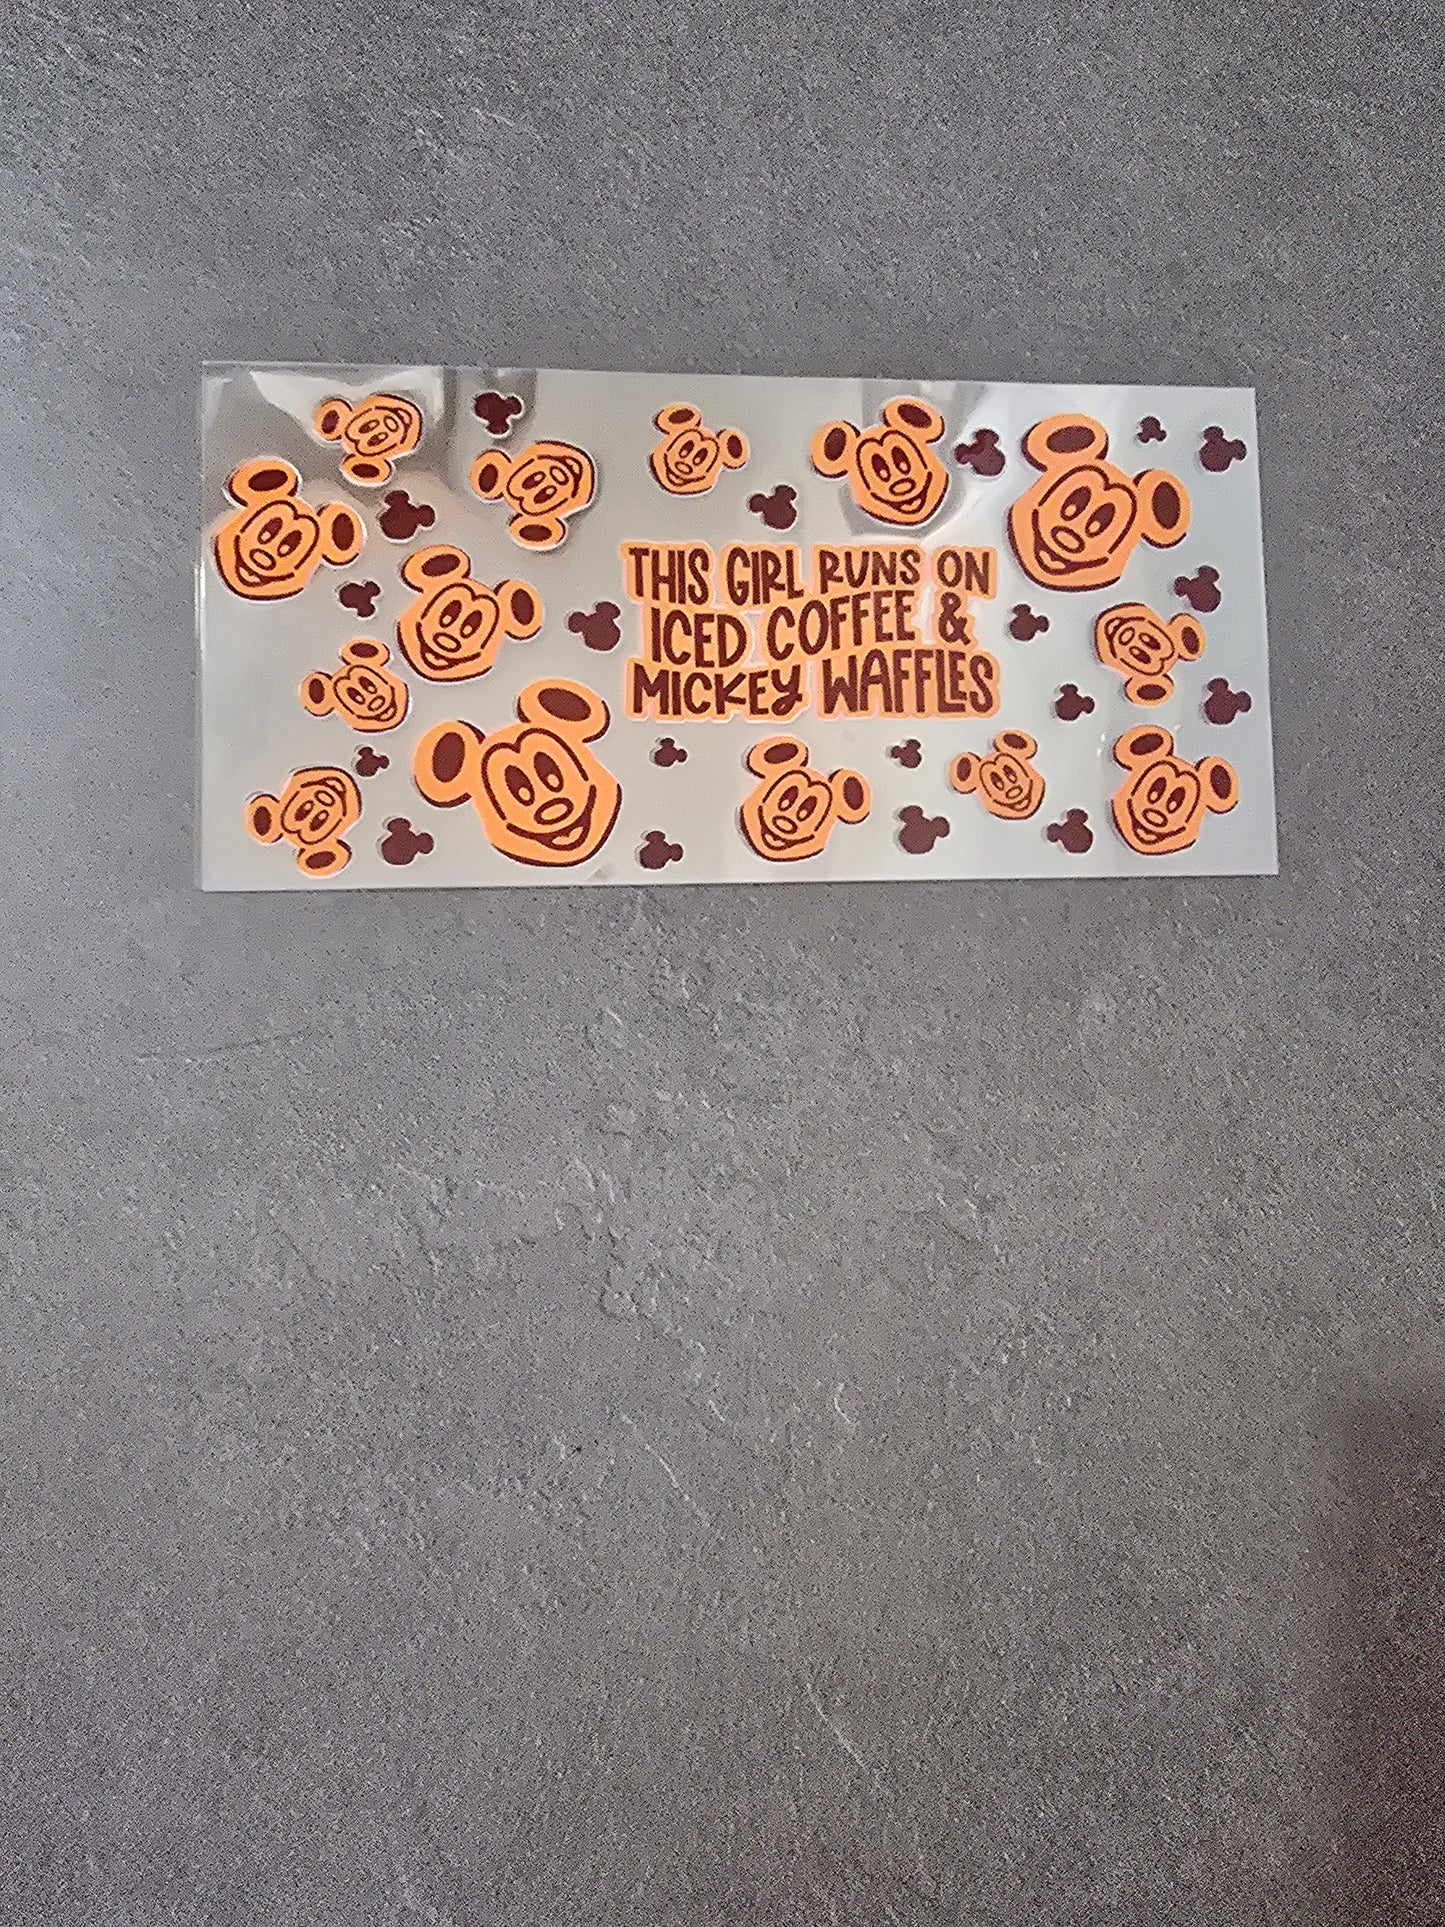 THIS GIRL RUNS ON
ICED COFFEE &
MICKEY WAFFLES